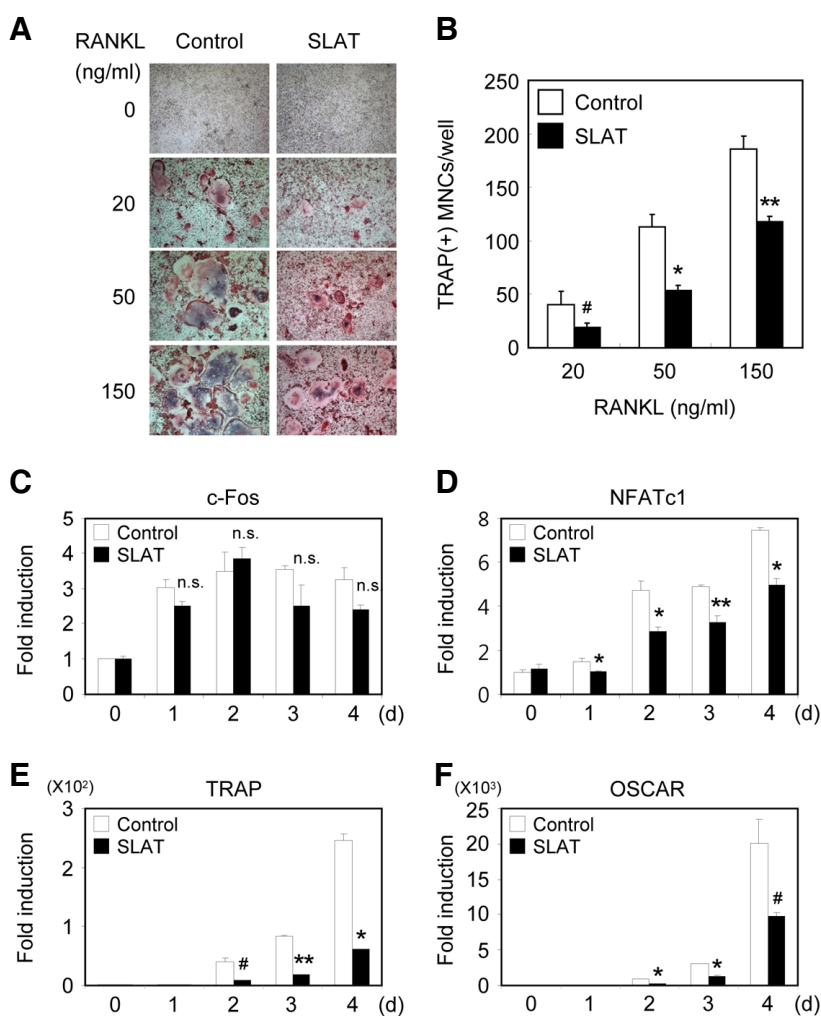 A
RANKL Control SLAT
(ng/ml)
0
20
50
150
B
TRAP(+) MNCs/well
250
200
150
100
50
0
Control
SLAT
#
*
**
20 50 150
RANKL (ng/ml)
C
c-Fos
Fold induction
5
4
3
2
1
0
Control
SLAT
n.s.
n.s.
n.s.
n.s.
0 1 2 3 4 (d)
D
NFATc1
Fold induction
8
6
4
2
0
Control
SLAT
*
*
**
*
0 1 2 3 4 (d)
E
(X10²)
TRAP
Fold induction
3
2
1
0
Control
SLAT
#
**
*
0 1 2 3 4 (d)
F
(X10³)
OSCAR
Fold induction
25
20
15
10
5
0
Control
SLAT
*
*
#
0 1 2 3 4 (d)